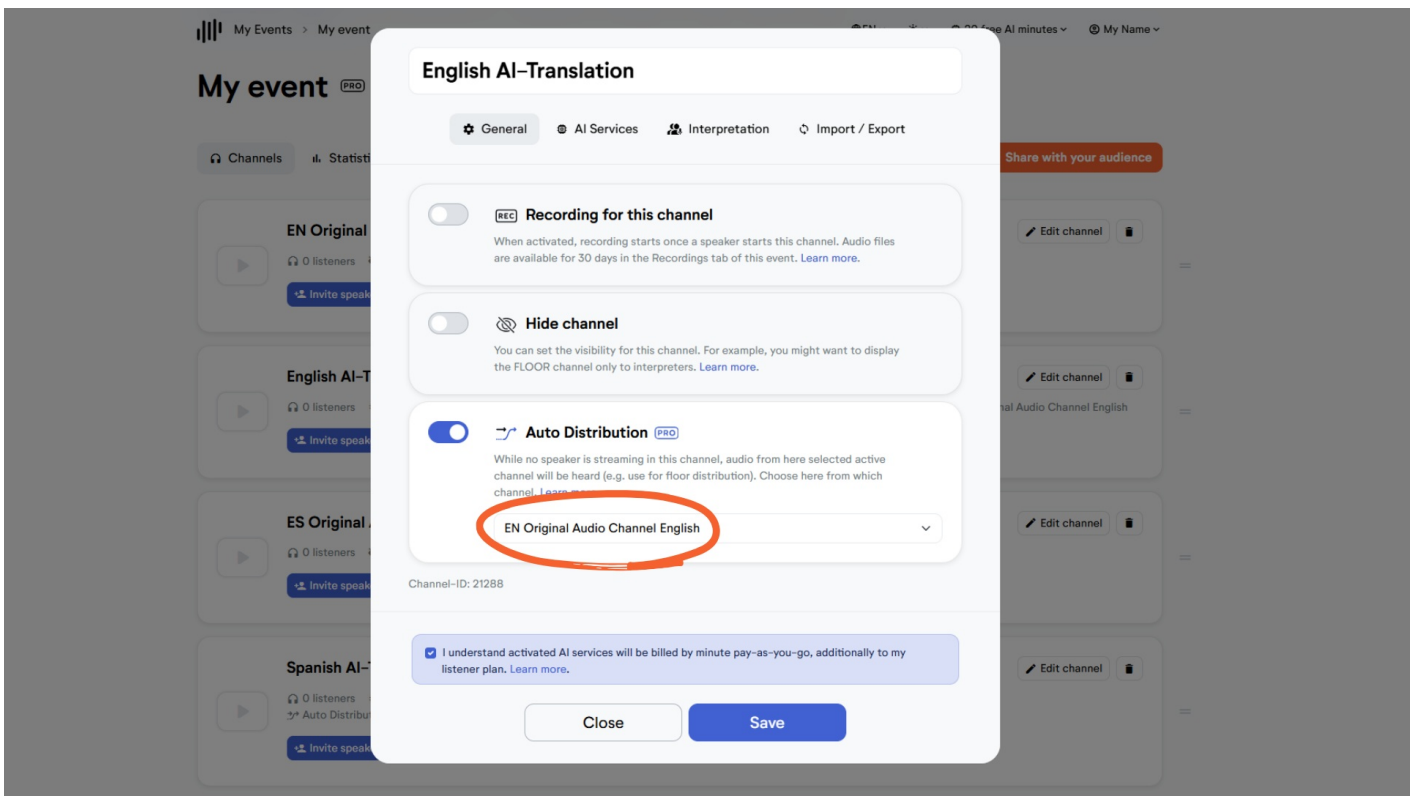 My Events > My event
free AI minutes
My Name
My event PRO
Channels
Share with your audience
English AI-Translation
General
AI Services
Interpretation
Import / Export
REC Recording for this channel
When activated, recording starts once a speaker starts this channel. Audio files
are available for 30 days in the Recordings tab of this event. Learn more.
Hide channel
You can set the visibility for this channel. For example, you might want to display
the FLOOR channel only to interpreters. Learn more.
Auto Distribution PRO
While no speaker is streaming in this channel, audio from here selected active
channel will be heard (e.g. use for floor distribution). Choose here from which
channel. Learn more.
EN Original Audio Channel English
Channel-ID: 21288
I understand activated AI services will be billed by minute pay-as-you-go, additionally to my
listener plan. Learn more.
Close
Save
EN Original
0 listeners
Invite speak
Edit channel
English AI-T
0 listeners
Invite speak
Edit channel
nal Audio Channel English
ES Original
0 listeners
Invite speak
Edit channel
Spanish AI-
0 listeners
Auto Distribu
Invite speak
Edit channel